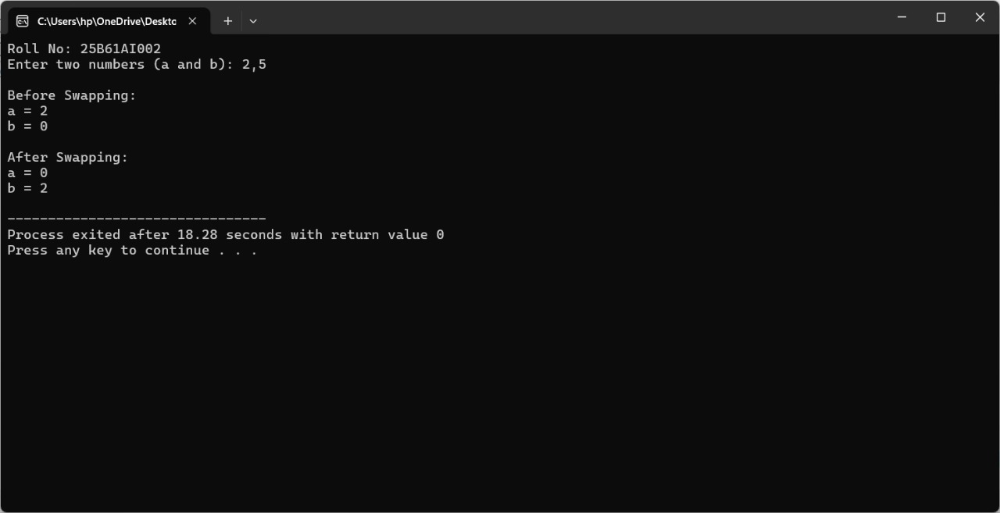 C:\Users\hp\OneDrive\Deskto
Roll No: 25B61AI002
Enter two numbers (a and b): 2,5
Before Swapping:
a = 2
b = 0
After Swapping:
a = 0
b = 2
--------------------------------
Process exited after 18.28 seconds with return value 0
Press any key to continue . . .